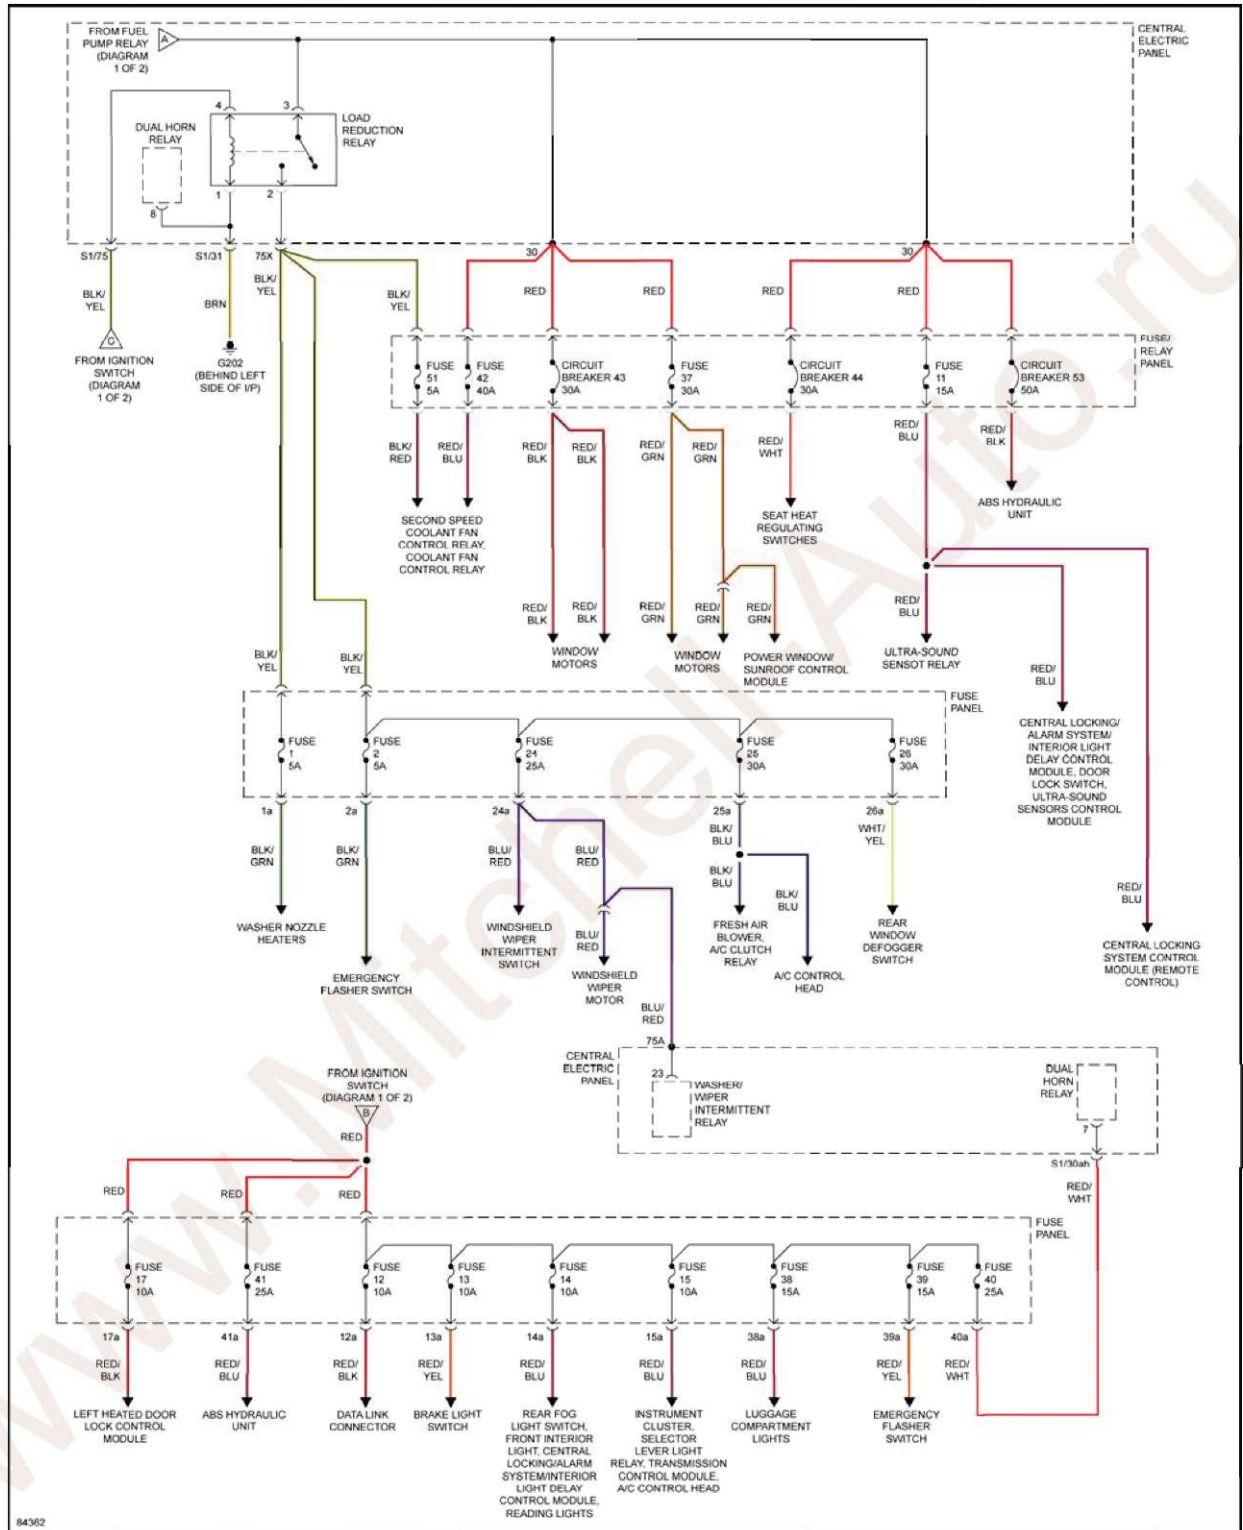 FROM FUEL
PUMP RELAY
(DIAGRAM
1 OF 2)
A
CENTRAL
ELECTRIC
PANEL
4
3
LOAD
REDUCTION
RELAY
DUAL HORN
RELAY
1
2
8
S1/75
S1/31
75X
30
30
BLK/
YEL
BRN
BLK/
YEL
BLK/
YEL
RED
RED
RED
RED
C
FROM IGNITION
SWITCH
(DIAGRAM
1 OF 2)
G202
(BEHIND LEFT
SIDE OF I/P)
FUSE/
RELAY
PANEL
FUSE
51
5A
FUSE
42
40A
CIRCUIT
BREAKER 43
30A
FUSE
37
30A
CIRCUIT
BREAKER 44
30A
FUSE
11
15A
CIRCUIT
BREAKER 53
50A
BLK/
RED
RED/
BLU
RED/
BLK
RED/
BLK
RED/
GRN
RED/
GRN
RED/
WHT
RED/
BLU
RED/
BLK
SECOND SPEED
COOLANT FAN
CONTROL RELAY,
COOLANT FAN
CONTROL RELAY
SEAT HEAT
REGULATING
SWITCHES
ABS HYDRAULIC
UNIT
RED/
BLK
RED/
BLK
RED/
GRN
RED/
GRN
RED/
GRN
RED/
BLU
WINDOW
MOTORS
WINDOW
MOTORS
POWER WINDOW/
SUNROOF CONTROL
MODULE
ULTRA-SOUND
SENSOT RELAY
RED/
BLU
BLK/
YEL
BLK/
YEL
CENTRAL LOCKING/
ALARM SYSTEM/
INTERIOR LIGHT
DELAY CONTROL
MODULE, DOOR
LOCK SWITCH,
ULTRA-SOUND
SENSORS CONTROL
MODULE
FUSE
PANEL
FUSE
1
5A
FUSE
2
5A
FUSE
24
25A
FUSE
25
30A
FUSE
26
30A
1a
2a
24a
25a
26a
BLK/
GRN
BLK/
GRN
BLU/
RED
BLU/
RED
BLK/
BLU
BLK/
BLU
BLK/
BLU
WHT/
YEL
RED/
BLU
WASHER NOZZLE
HEATERS
EMERGENCY
FLASHER SWITCH
WINDSHIELD
WIPER
INTERMITTENT
SWITCH
BLU/
RED
WINDSHIELD
WIPER
MOTOR
FRESH AIR
BLOWER,
A/C CLUTCH
RELAY
A/C CONTROL
HEAD
REAR
WINDOW
DEFOGGER
SWITCH
CENTRAL LOCKING
SYSTEM CONTROL
MODULE (REMOTE
CONTROL)
BLU/
RED
75A
CENTRAL
ELECTRIC
PANEL
23
WASHER/
WIPER
INTERMITTENT
RELAY
DUAL
HORN
RELAY
7
S1/30ah
RED/
WHT
FROM IGNITION
SWITCH
(DIAGRAM 1 OF 2)
B
RED
RED
RED
RED
FUSE
PANEL
FUSE
17
10A
FUSE
41
25A
FUSE
12
10A
FUSE
13
10A
FUSE
14
10A
FUSE
15
10A
FUSE
38
15A
FUSE
39
15A
FUSE
40
25A
17a
41a
12a
13a
14a
15a
38a
39a
40a
RED/
BLK
RED/
BLU
RED/
BLK
RED/
YEL
RED/
BLU
RED/
BLU
RED/
BLU
RED/
YEL
RED/
WHT
LEFT HEATED DOOR
LOCK CONTROL
MODULE
ABS HYDRAULIC
UNIT
DATA LINK
CONNECTOR
BRAKE LIGHT
SWITCH
REAR FOG
LIGHT SWITCH,
FRONT INTERIOR
LIGHT, CENTRAL
LOCKING/ALARM
SYSTEM/INTERIOR
LIGHT DELAY
CONTROL MODULE,
READING LIGHTS
INSTRUMENT
CLUSTER,
SELECTOR
LEVER LIGHT
RELAY, TRANSMISSION
CONTROL MODULE,
A/C CONTROL HEAD
LUGGAGE
COMPARTMENT
LIGHTS
EMERGENCY
FLASHER
SWITCH
84362
www.Mitchell-Auto.ru